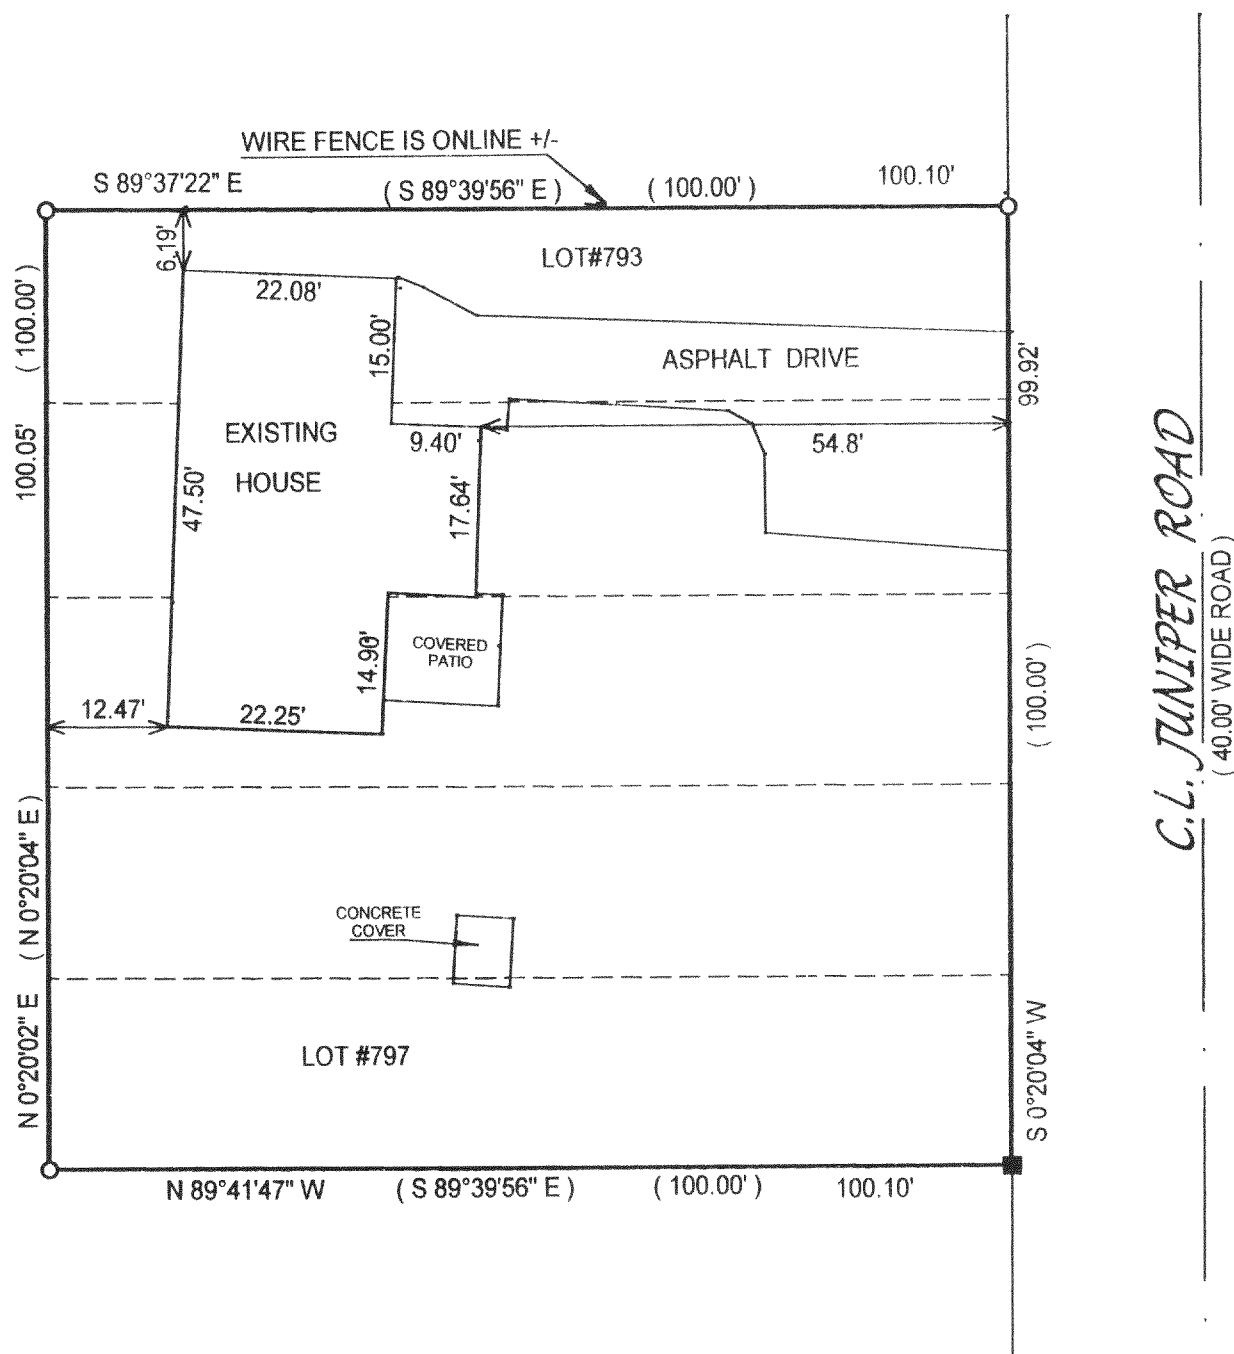 WIRE FENCE IS ONLINE +/-
S 89°37'22" E
( S 89°39'56" E )
( 100.00' )
100.10'
6.19'
LOT#793
22.08'
( 100.00' )
15.00'
ASPHALT DRIVE
99.92'
100.05'
EXISTING
HOUSE
9.40'
54.8'
47.50'
17.64'
C.L. JUNIPER ROAD
( 40.00' WIDE ROAD )
COVERED
PATIO
14.90'
( 100.00' )
12.47'
22.25'
N 0°20'02" E ( N 0°20'04" E )
CONCRETE
COVER
LOT #797
S 0°20'04" W
N 89°41'47" W
( S 89°39'56" E )
( 100.00' )
100.10'